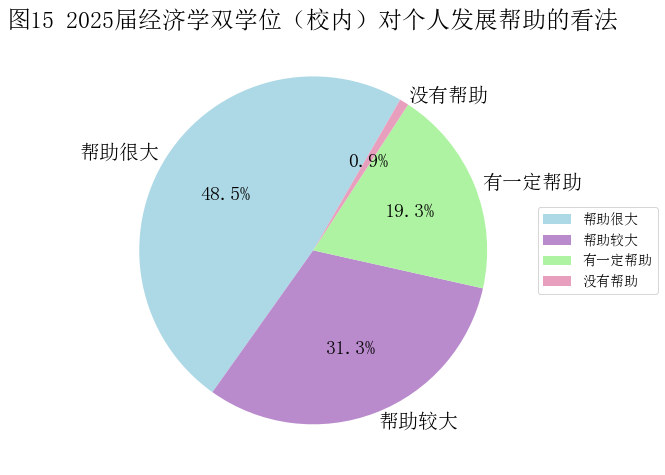 图15 2025届经济学双学位（校内）对个人发展帮助的看法
没有帮助
帮助很大
0.9%
有一定帮助
48.5%
19.3%
31.3%
帮助较大
帮助很大
帮助较大
有一定帮助
没有帮助